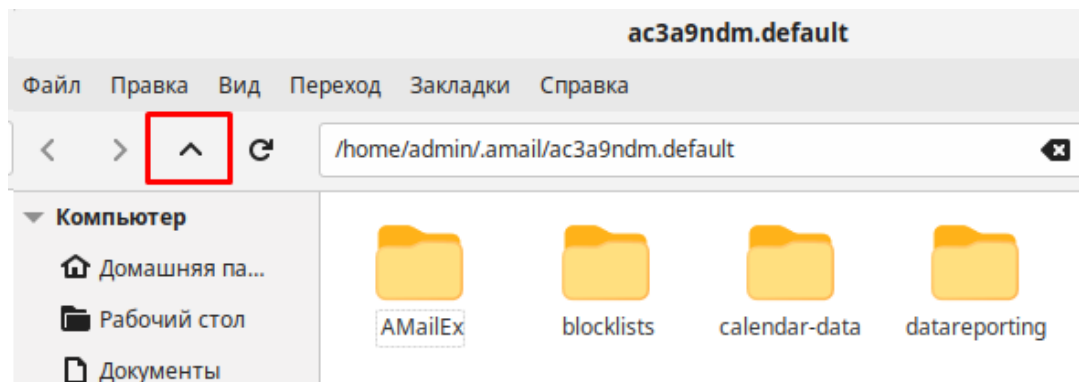 ac3a9ndm.default
Файл Правка Вид Переход Закладки Справка
/home/admin/.amail/ac3a9ndm.default
Компьютер
Домашняя па...
Рабочий стол
Документы
AMailEx blocklists calendar-data datareporting